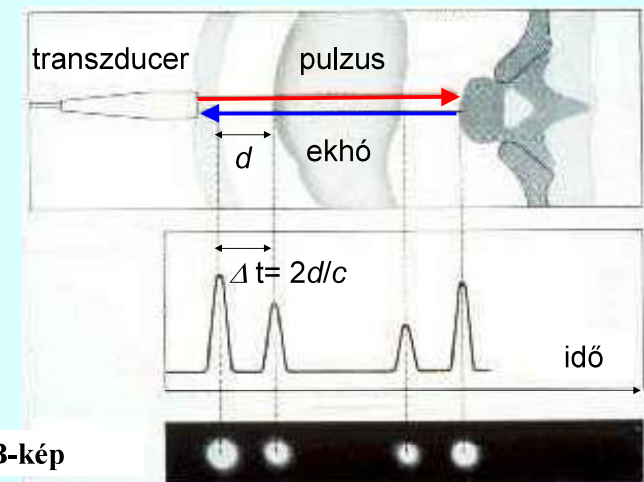 transzducer pulzus
d ekhó
Δ t= 2d/c
idő
B-kép